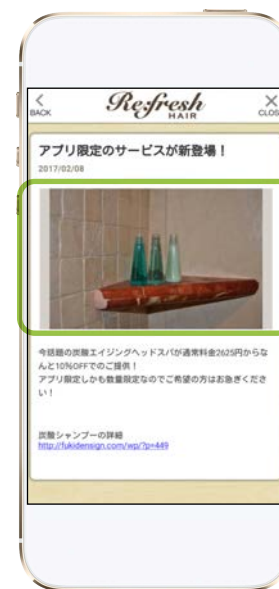 BACK
Re:fresh
HAIR
CLOSE
アプリ限定のサービスが新登場！
2017/02/08
今話題の炭酸エイジングヘッドスパが通常料金2625円からな
んと10%OFFでのご提供！
アプリ限定しかも数量限定なのでご希望の方はお急ぎくださ
い！
炭酸シャンプーの詳細
http://fukidensign.com/wp/?p=449